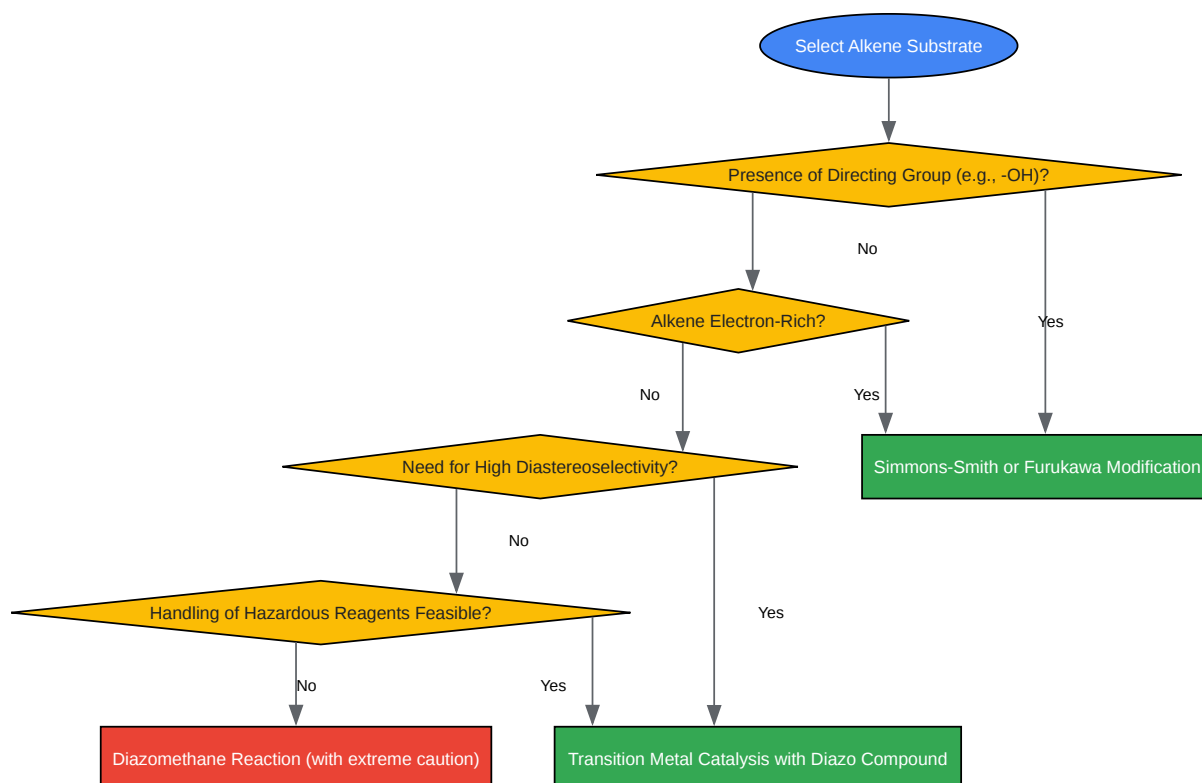 Select Alkene Substrate
Presence of Directing Group (e.g., -OH)?
No
Alkene Electron-Rich?
Yes
No
Yes
Need for High Diastereoselectivity?
Simmons-Smith or Furukawa Modification
No
Handling of Hazardous Reagents Feasible?
Yes
No
Yes
Diazomethane Reaction (with extreme caution)
Transition Metal Catalysis with Diazo Compound